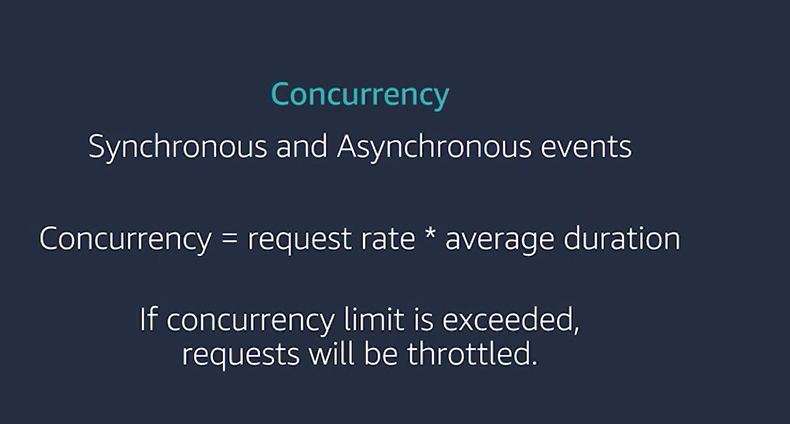 Concurrency
Synchronous and Asynchronous events
Concurrency = request rate * average duration
If concurrency limit is exceeded,
requests will be throttled.